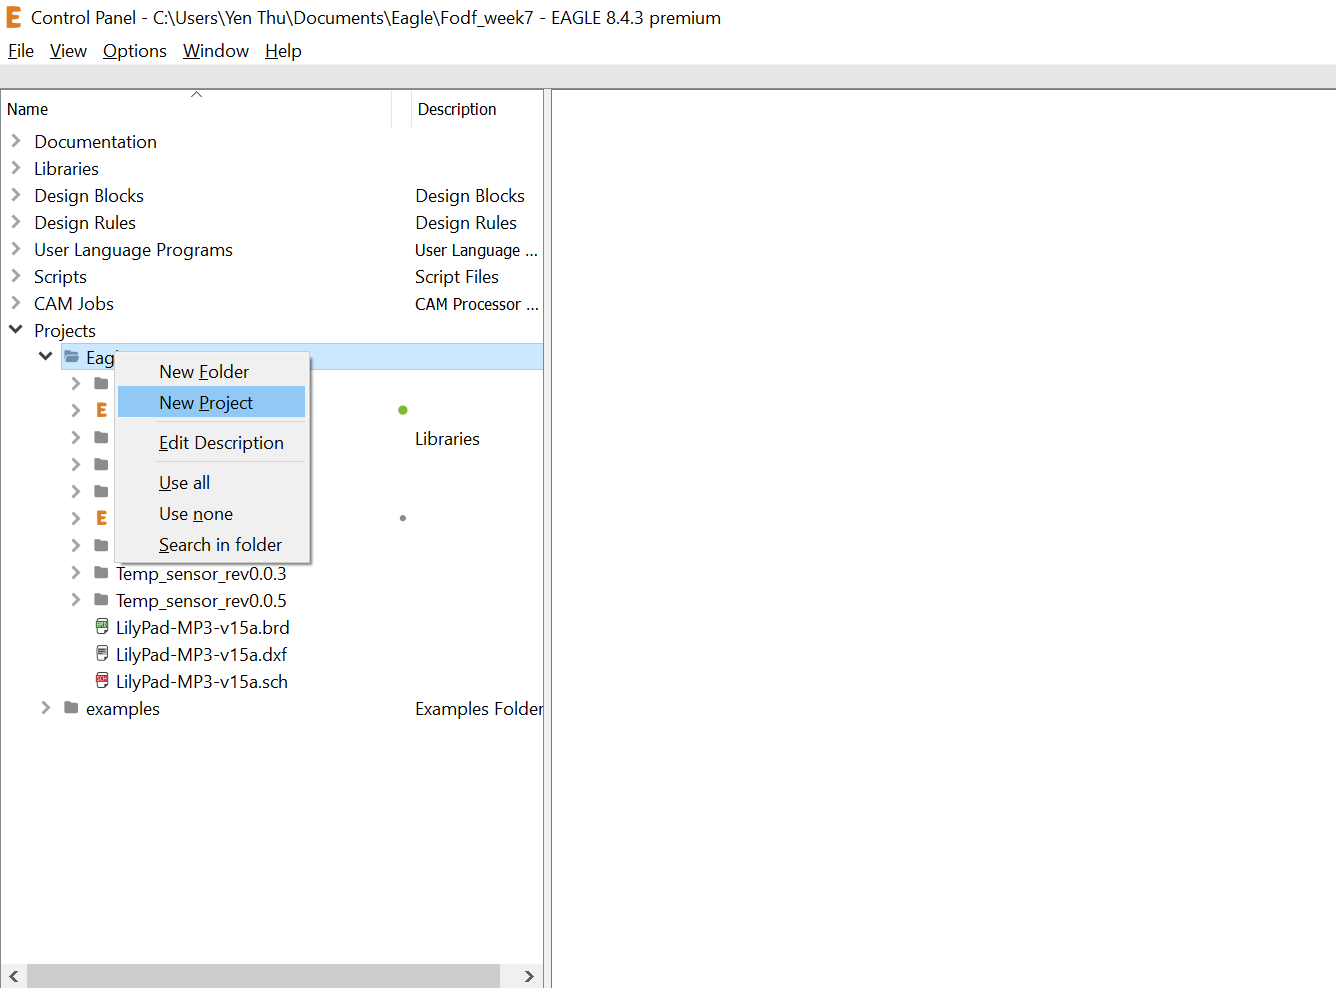 Control Panel - C:\Users\Yen Thu\Documents\Eagle\Fodf_week7 - EAGLE 8.4.3 premium
File View Options Window Help
Name Description
Documentation
Libraries
Design Blocks Design Blocks
Design Rules Design Rules
User Language Programs User Language ...
Scripts Script Files
CAM Jobs CAM Processor ...
Projects
Eag
New Folder
New Project
Edit Description
Libraries
Use all
Use none
Search in folder
Temp_sensor_rev0.0.3
Temp_sensor_rev0.0.5
LilyPad-MP3-v15a.brd
LilyPad-MP3-v15a.dxf
LilyPad-MP3-v15a.sch
examples Examples Folder